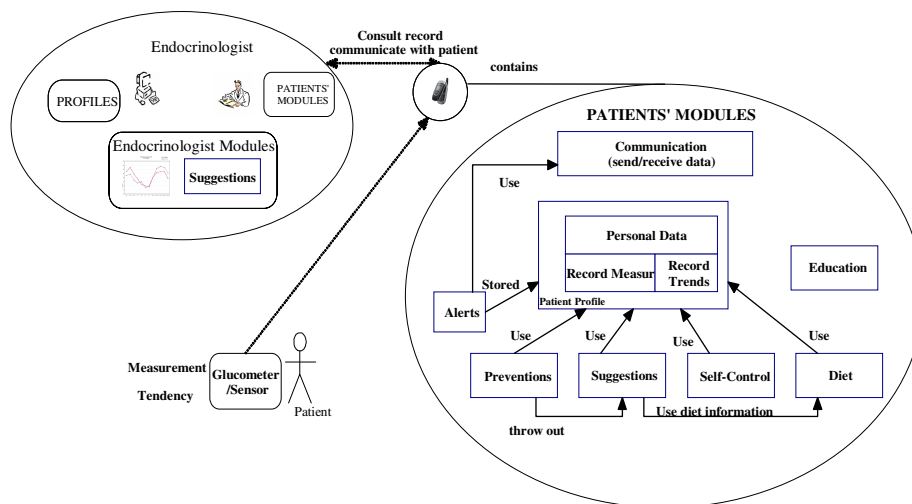 Endocrinologist
PROFILES
PATIENTS'
MODULES
Endocrinologist Modules
Suggestions
Consult record
communicate with patient
contains
PATIENTS' MODULES
Communication
(send/receive data)
Use
Personal Data
Record Measur
Record
Trends
Patient Profile
Education
Stored
Alerts
Use
Use
Use
Use
Preventions
Suggestions
Self-Control
Diet
throw out
Use diet information
Measurement
Tendency
Glucometer
/Sensor
Patient